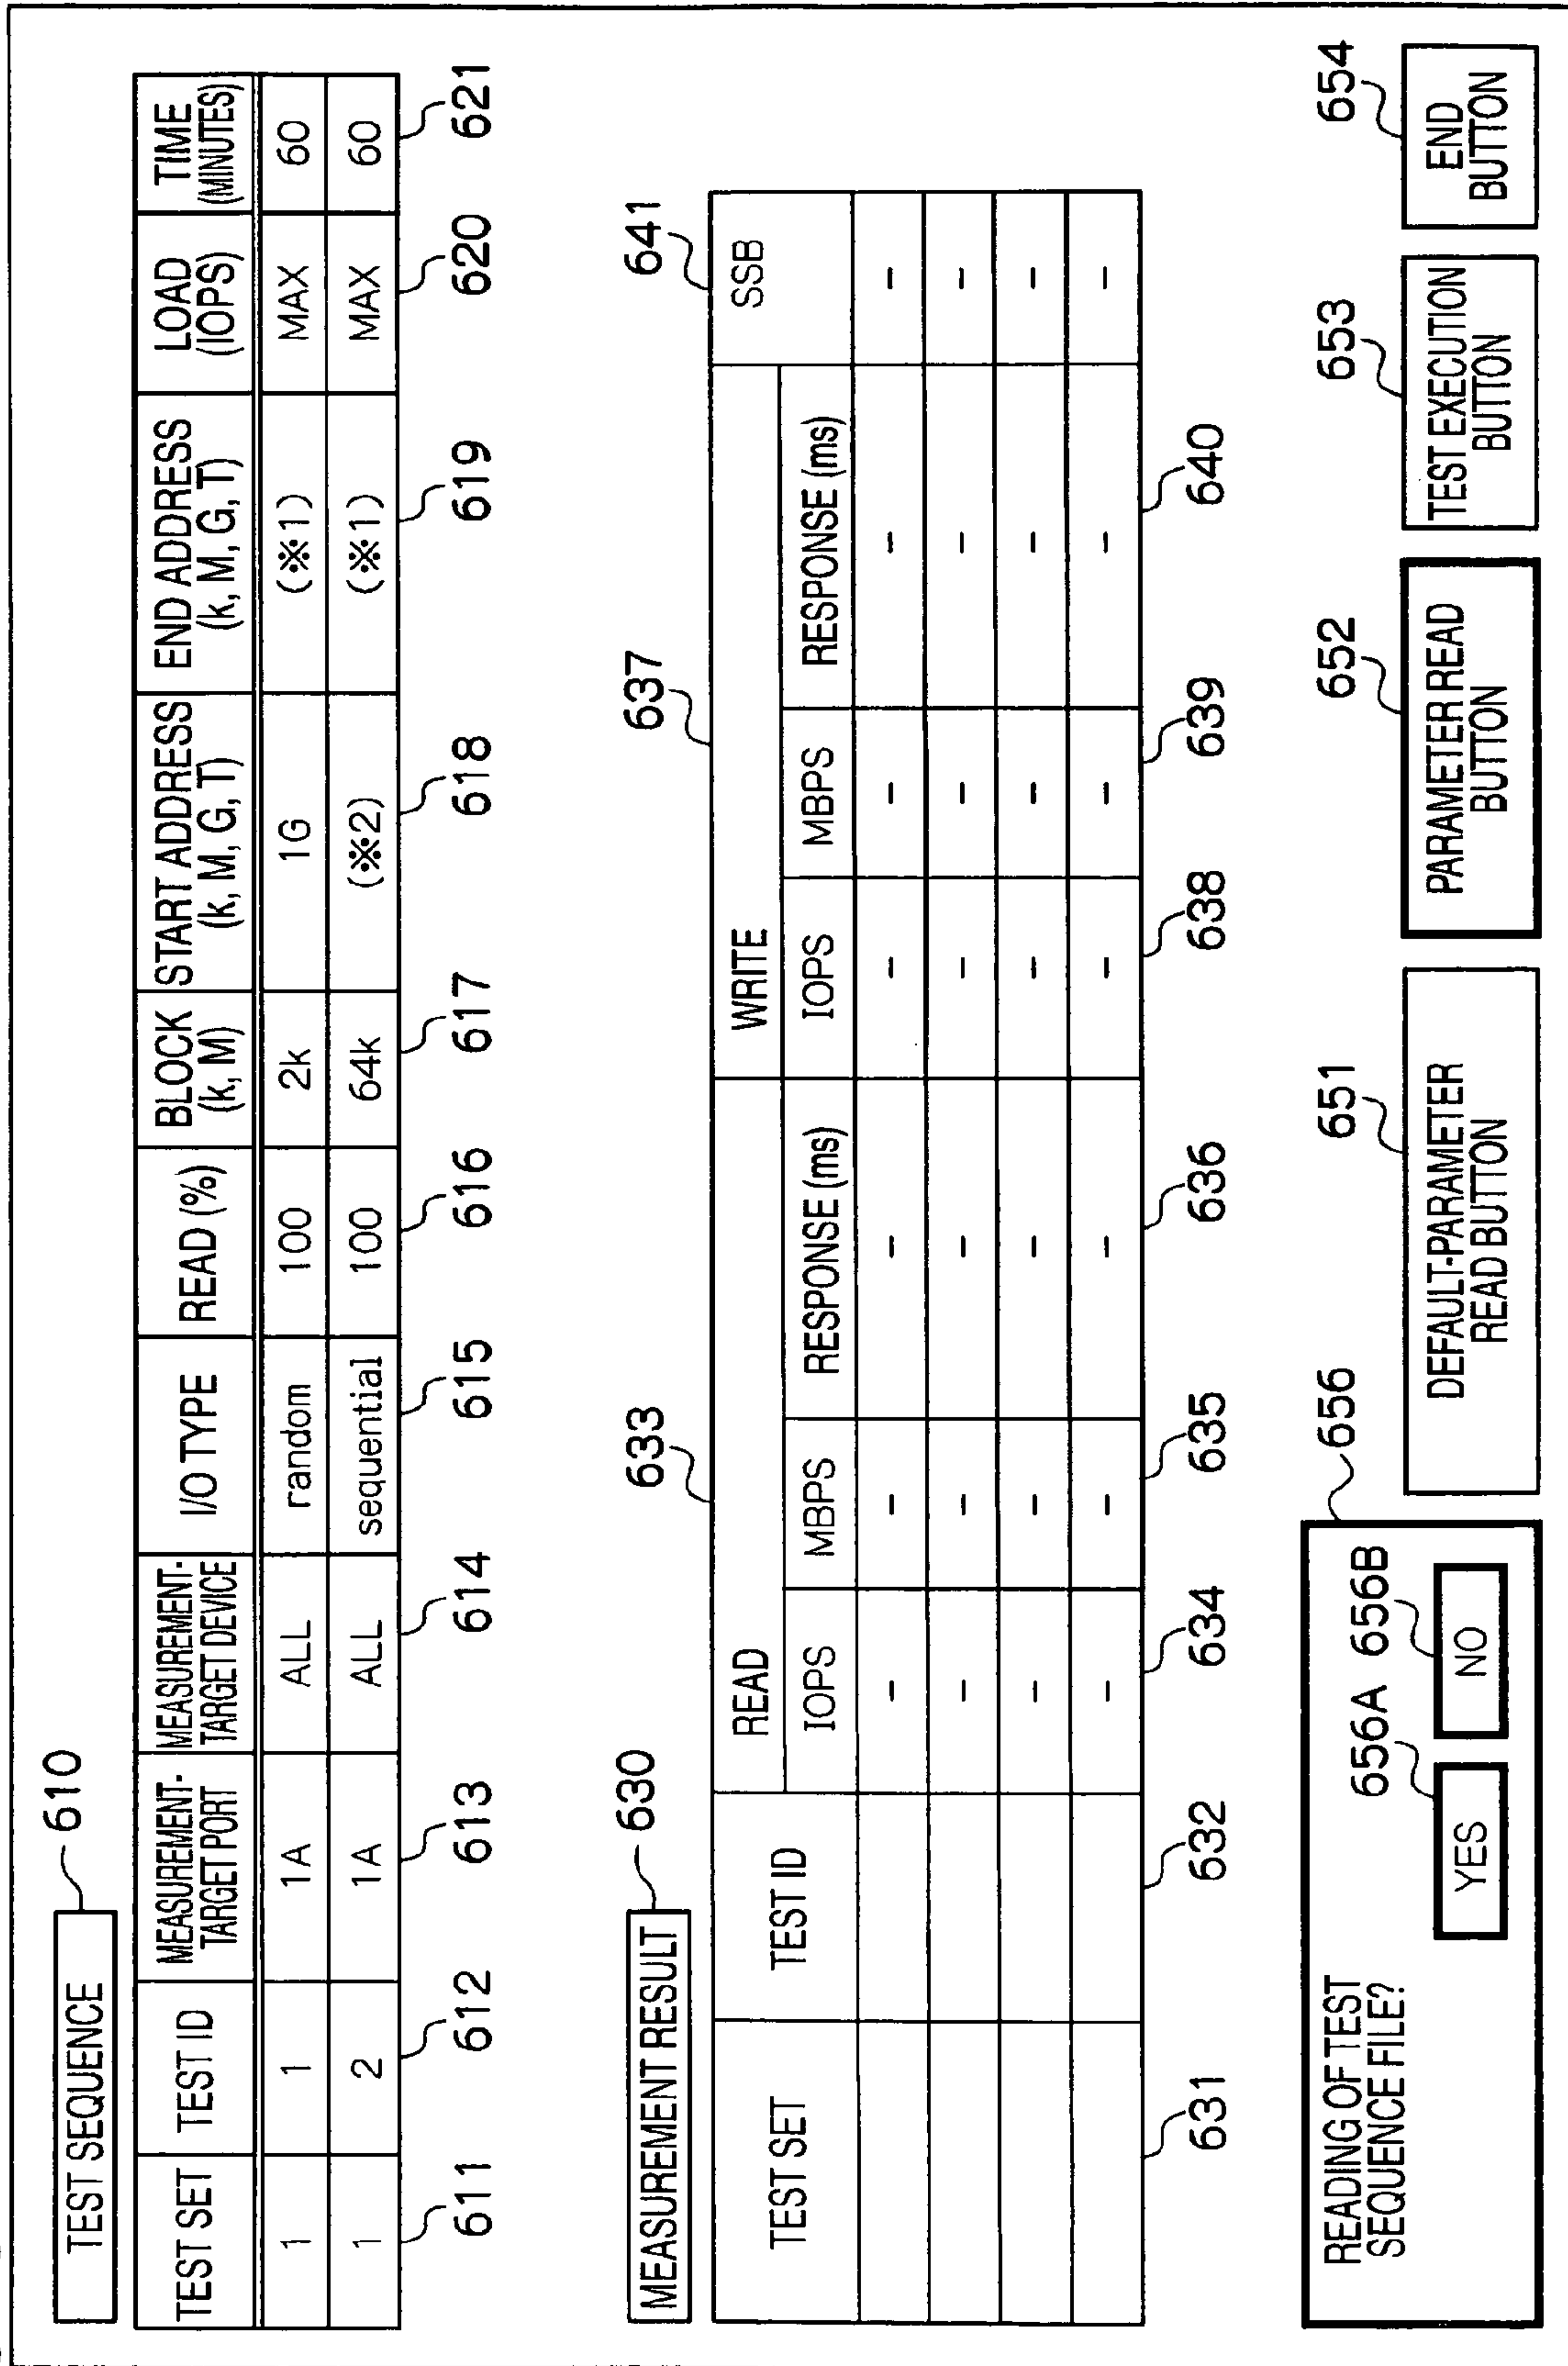 TEST SEQUENCE 610
TEST SET TEST ID MEASUREMENT-TARGET PORT MEASUREMENT-TARGET DEVICE I/O TYPE READ (%) BLOCK (k, M) START ADDRESS (k, M, G, T) END ADDRESS (k, M, G, T) LOAD (IOPS) TIME (MINUTES)
1 1 1A ALL random 100 2k 1G (※1) MAX 60
1 2 1A ALL sequential 100 64k (※2) (※1) MAX 60
611 612 613 614 615 616 617 618 619 620 621
MEASUREMENT RESULT 630
633 637 641
TEST SET TEST ID READ WRITE SSB
IOPS MBPS RESPONSE (ms) IOPS MBPS RESPONSE (ms)
– – – – – – –
– – – – – – –
– – – – – – –
– – – – – – –
631 632 634 635 636 638 639 640
656 651 652 653 654
READING OF TEST
SEQUENCE FILE?
656A 656B
YES NO
DEFAULT-PARAMETER
READ BUTTON
PARAMETER READ
BUTTON
TEST EXECUTION
BUTTON
END
BUTTON